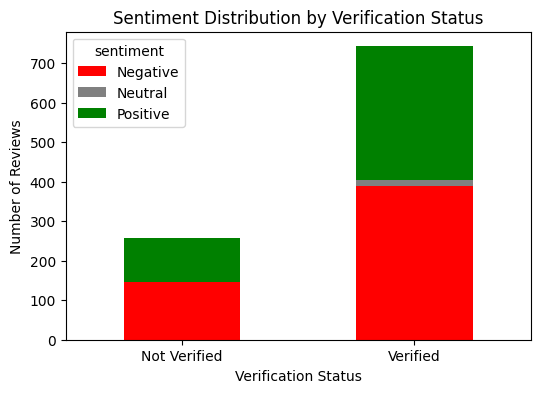 Sentiment Distribution by Verification Status
sentiment
Negative
Neutral
Positive
Number of Reviews
700
600
500
400
300
200
100
0
Not Verified
Verified
Verification Status